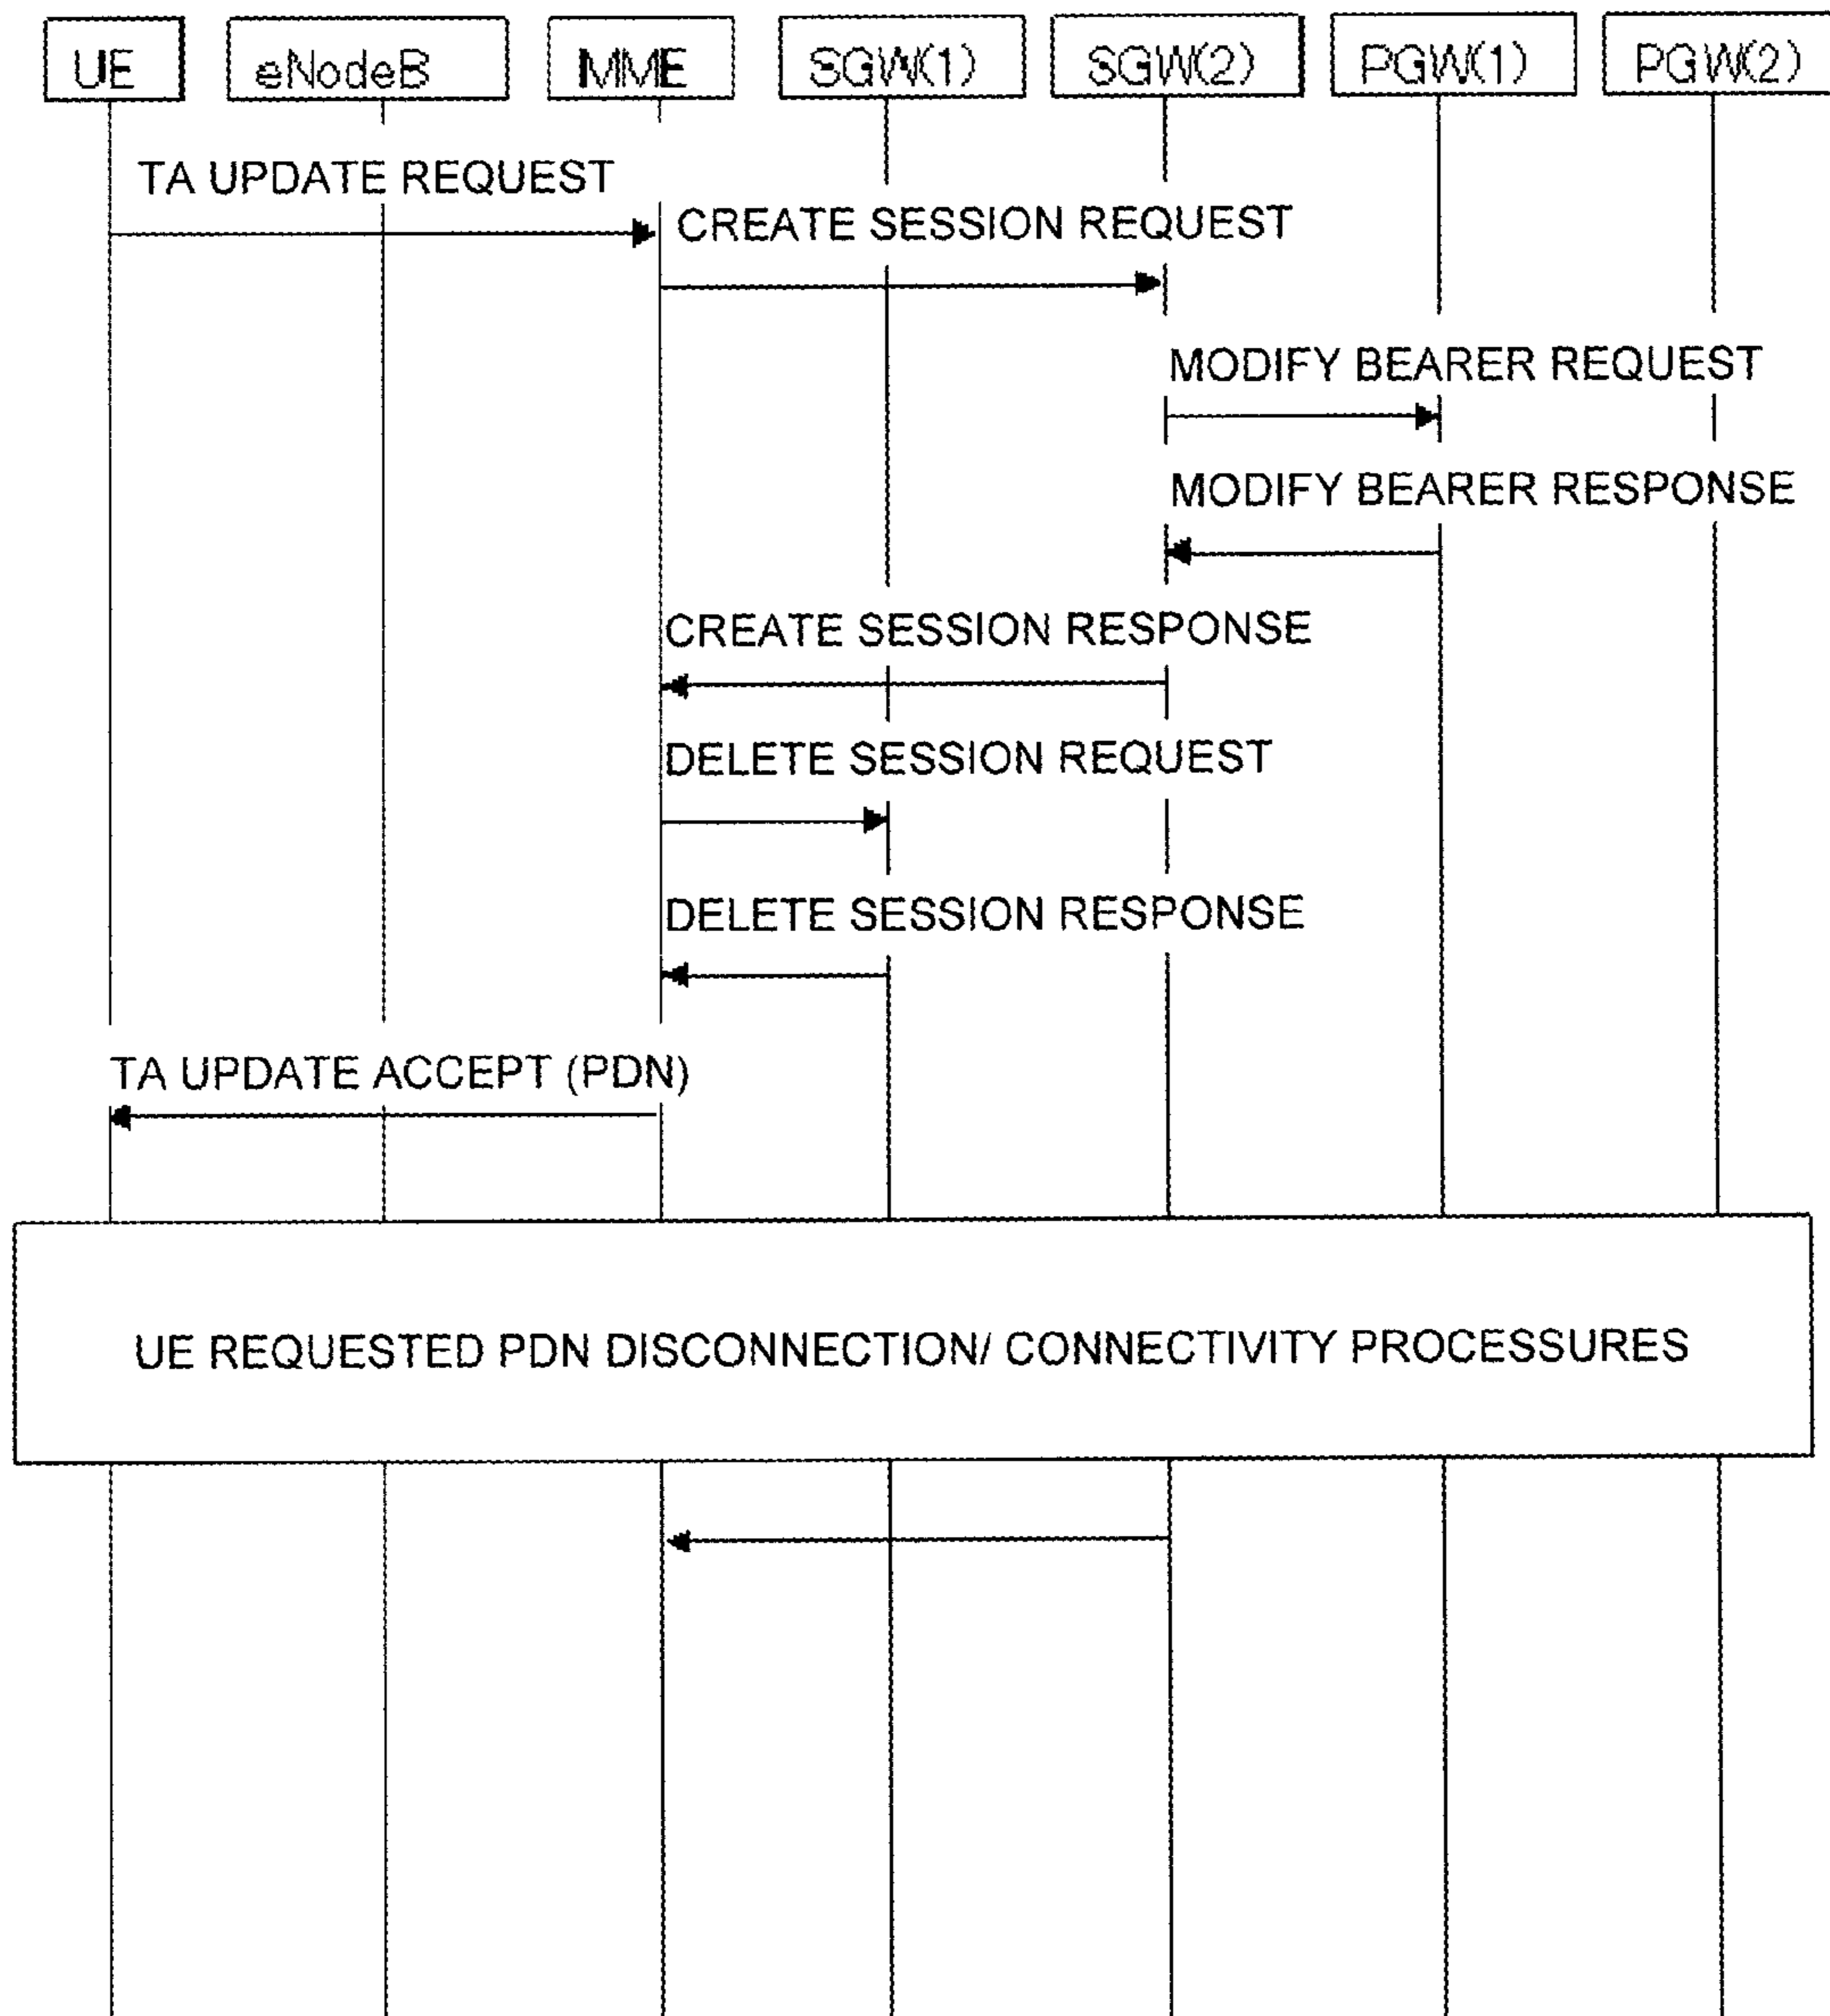 UE eNodeB MME SGW(1) SGW(2) PGW(1) PGW(2)
TA UPDATE REQUEST
CREATE SESSION REQUEST
MODIFY BEARER REQUEST
MODIFY BEARER RESPONSE
CREATE SESSION RESPONSE
DELETE SESSION REQUEST
DELETE SESSION RESPONSE
TA UPDATE ACCEPT (PDN)
UE REQUESTED PDN DISCONNECTION/ CONNECTIVITY PROCESSURES